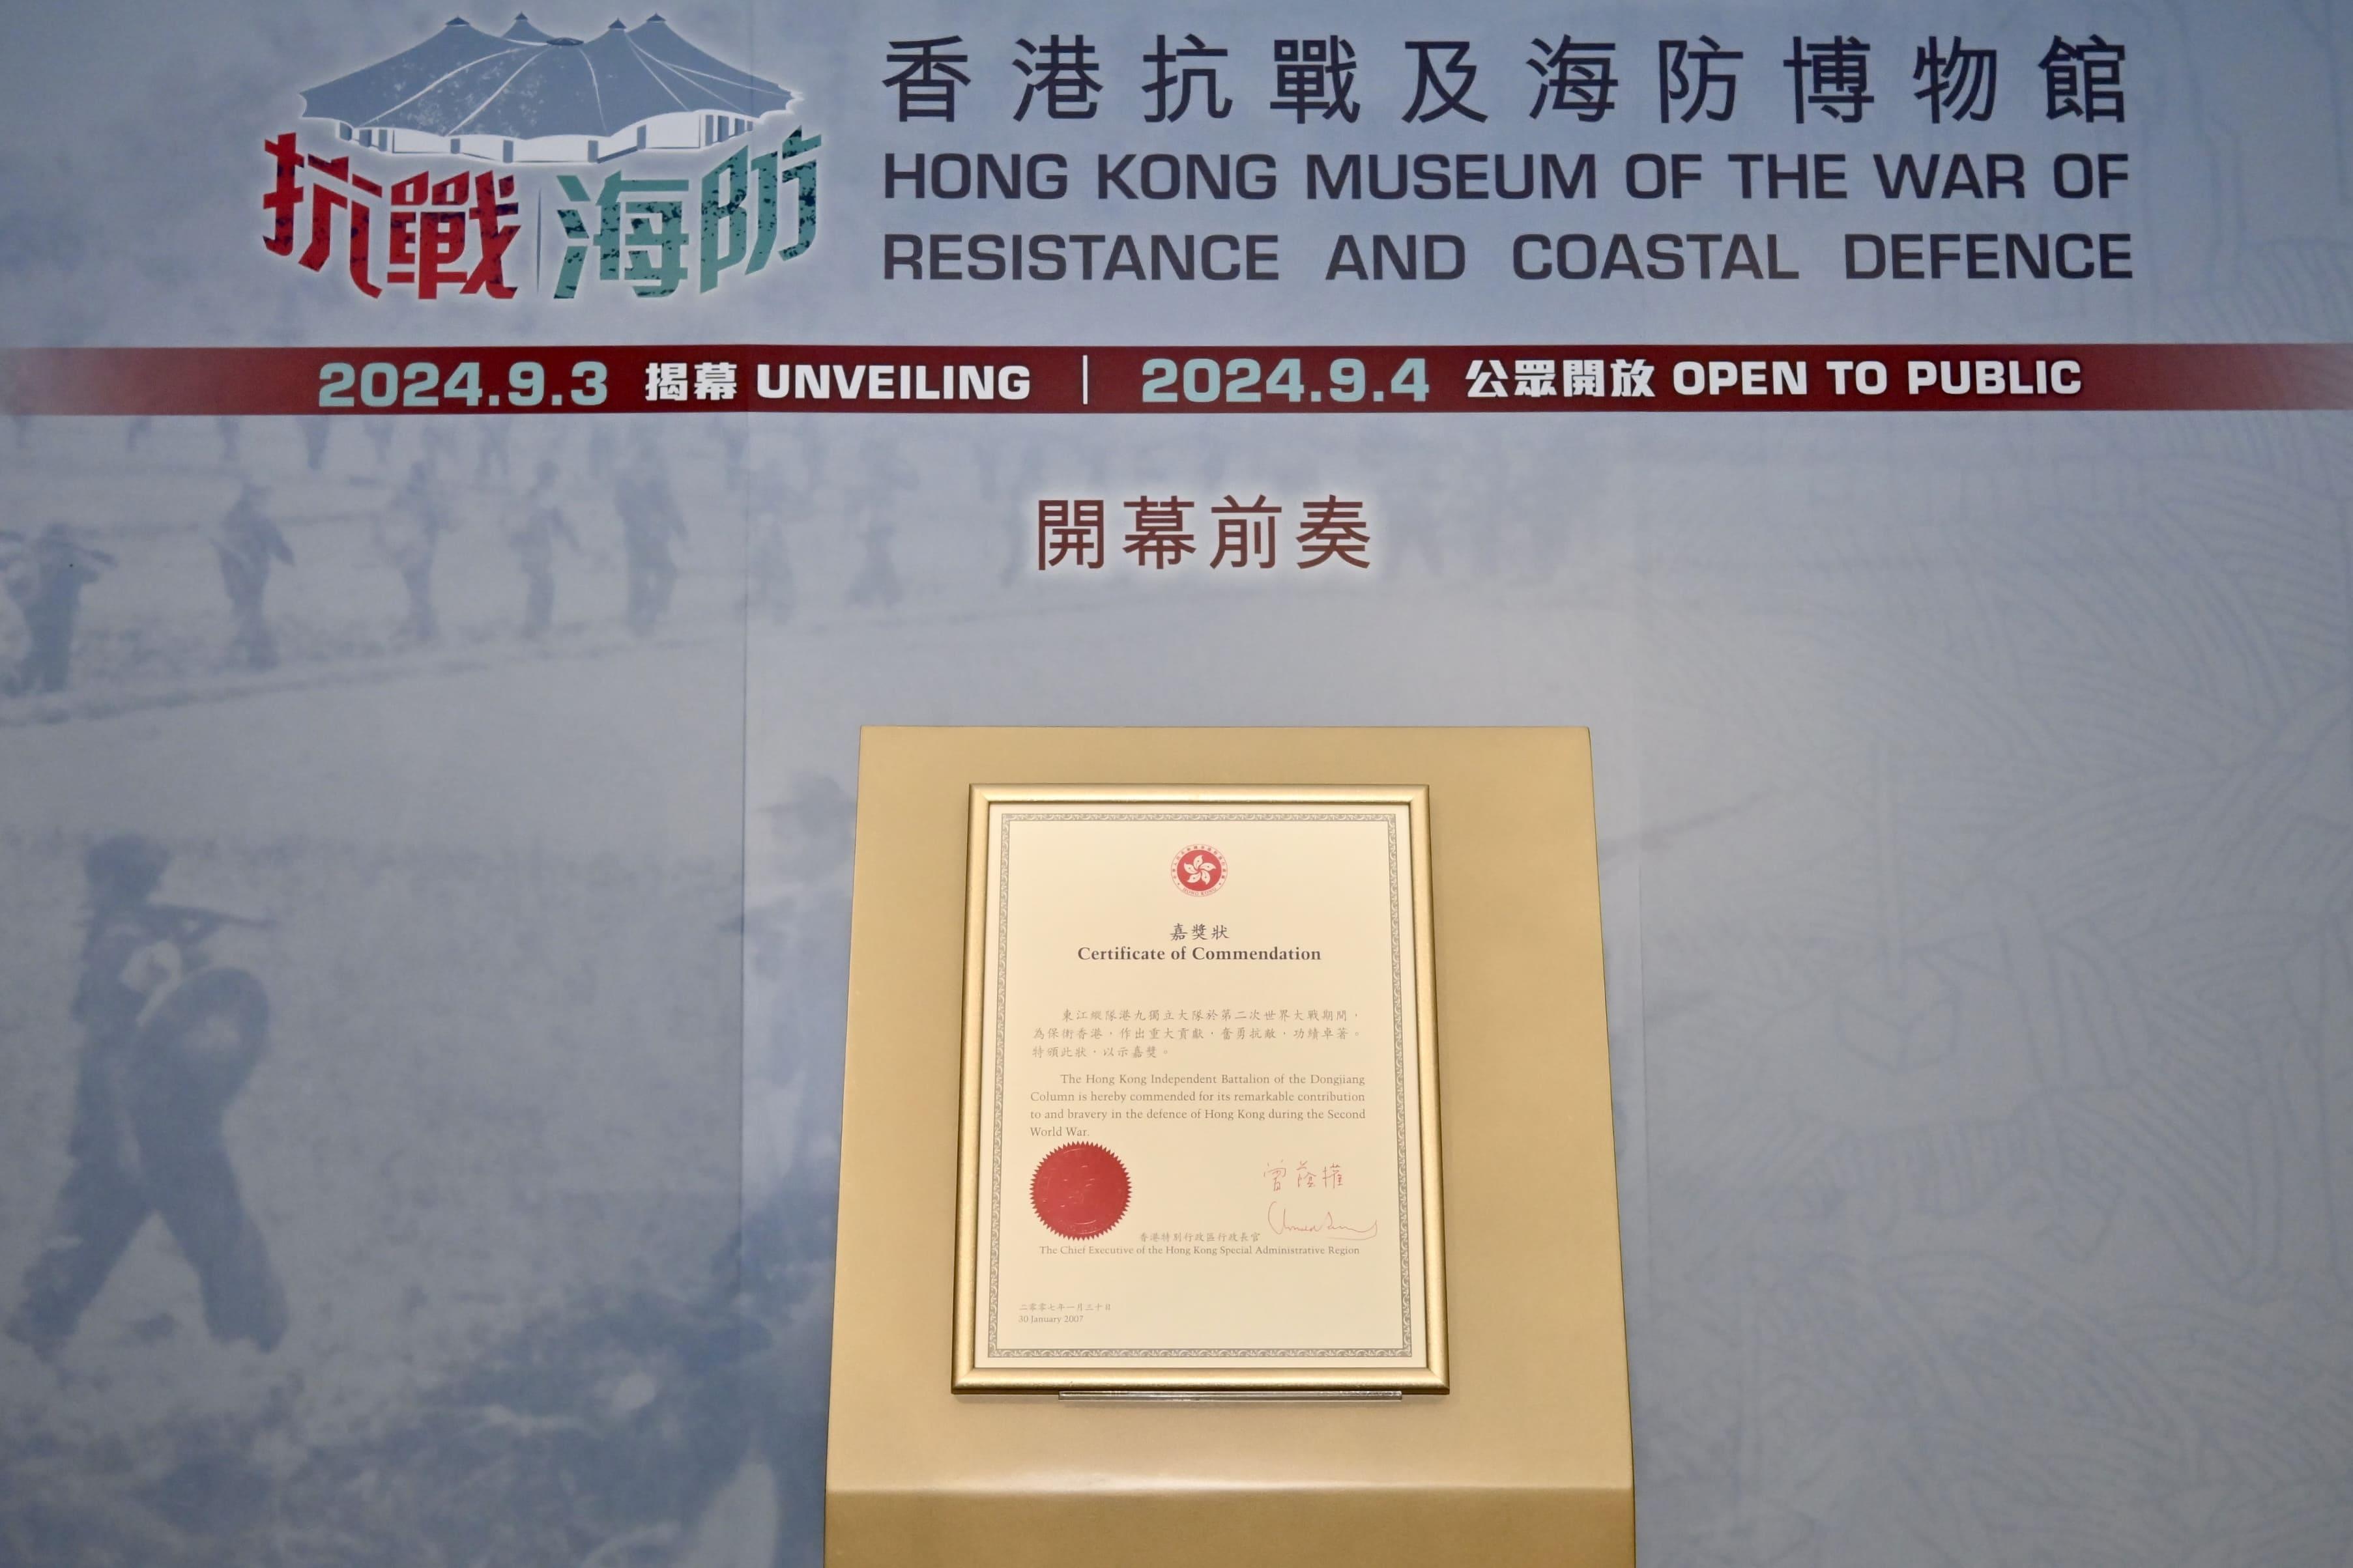 抗戰 海防
香港抗戰及海防博物館
HONG KONG MUSEUM OF THE WAR OF
RESISTANCE AND COASTAL DEFENCE
2024.9.3 揭幕 UNVEILING | 2024.9.4 公眾開放 OPEN TO PUBLIC
開幕前奏
嘉獎狀
Certificate of Commendation
東江縱隊港九獨立大隊於第二次世界大戰期間，
為保衛香港，作出重大貢獻，奮勇抗敵，功績卓著。
特頒此狀，以示嘉獎。
The Hong Kong Independent Battalion of the Dongjiang
Column is hereby commended for its remarkable contribution
to and bravery in the defence of Hong Kong during the Second
World War.
曾蔭權
香港特別行政區行政長官
The Chief Executive of the Hong Kong Special Administrative Region
二零零七年一月三十日
30 January 2007